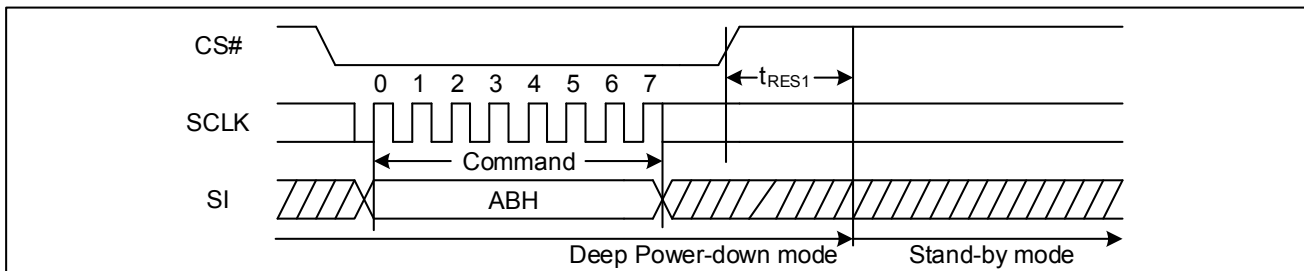 CS#
0 1 2 3 4 5 6 7
tRES1
SCLK
Command
SI
ABH
Deep Power-down mode Stand-by mode